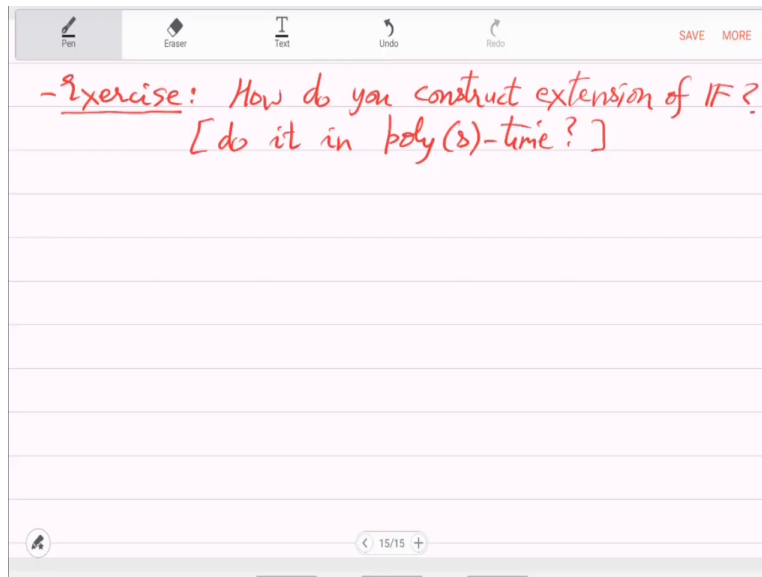 Pen Eraser Text Undo Redo SAVE MORE
- Exercise: How do you construct extension of IF?
[do it in poly(s)-time?]
15/15